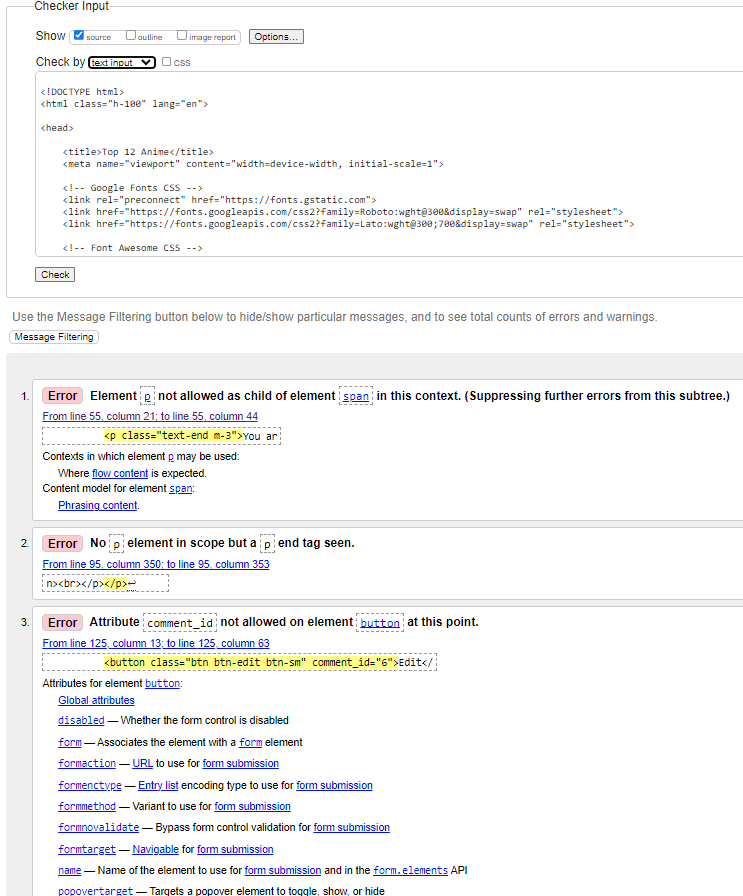 Checker Input
Show source outline image report Options...
Check by text input css
<!DOCTYPE html>
<html class="h-100" lang="en">
<head>
<title>Top 12 Anime</title>
<meta name="viewport" content="width=device-width, initial-scale=1">
<!-- Google Fonts CSS -->
<link rel="preconnect" href="https://fonts.gstatic.com">
<link href="https://fonts.googleapis.com/css2?family=Roboto:wght@300&display=swap" rel="stylesheet">
<link href="https://fonts.googleapis.com/css2?family=Lato:wght@300;700&display=swap" rel="stylesheet">
<!-- Font Awesome CSS -->
Check
Use the Message Filtering button below to hide/show particular messages, and to see total counts of errors and warnings.
Message Filtering
1. Error Element p not allowed as child of element span in this context. (Suppressing further errors from this subtree.)
From line 55, column 21; to line 55, column 44
<p class="text-end m-3">You ar
Contexts in which element p may be used:
Where flow content is expected.
Content model for element span:
Phrasing content.
2. Error No p element in scope but a p end tag seen.
From line 95, column 350; to line 95, column 353
n><br></p></p>↩
3. Error Attribute comment_id not allowed on element button at this point.
From line 125, column 13; to line 125, column 63
<button class="btn btn-edit btn-sm" comment_id="6">Edit</
Attributes for element button:
Global attributes
disabled — Whether the form control is disabled
form — Associates the element with a form element
formaction — URL to use for form submission
formenctype — Entry list encoding type to use for form submission
formmethod — Variant to use for form submission
formnovalidate — Bypass form control validation for form submission
formtarget — Navigable for form submission
name — Name of the element to use for form submission and in the form.elements API
popovertarget — Targets a popover element to toggle, show, or hide